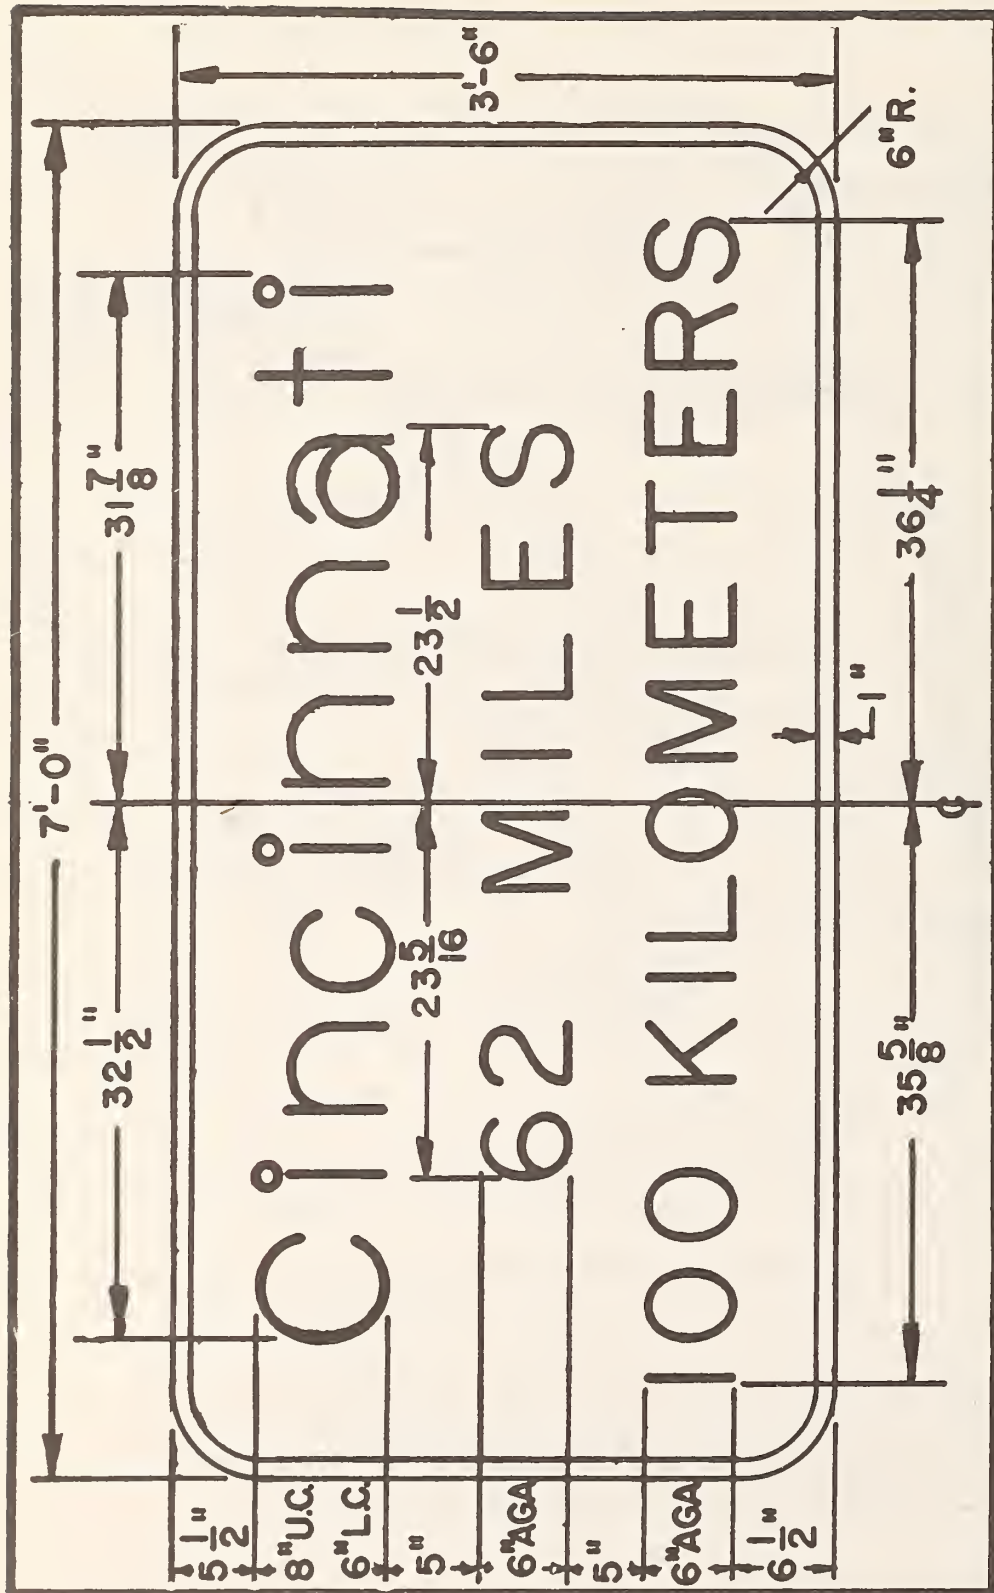 7'-0"
32 1/2"
31 7/8"
3'-6"
5 1/2"
8" U.C.
6" L.C.
Cincinnati
5"
23 5/16
23 1/2
6" AGA
62 MILES
5"
6" AGA
100 KILOMETERS
6 1/2"
1"
6" R.
35 5/8"
36 1/4"
℄